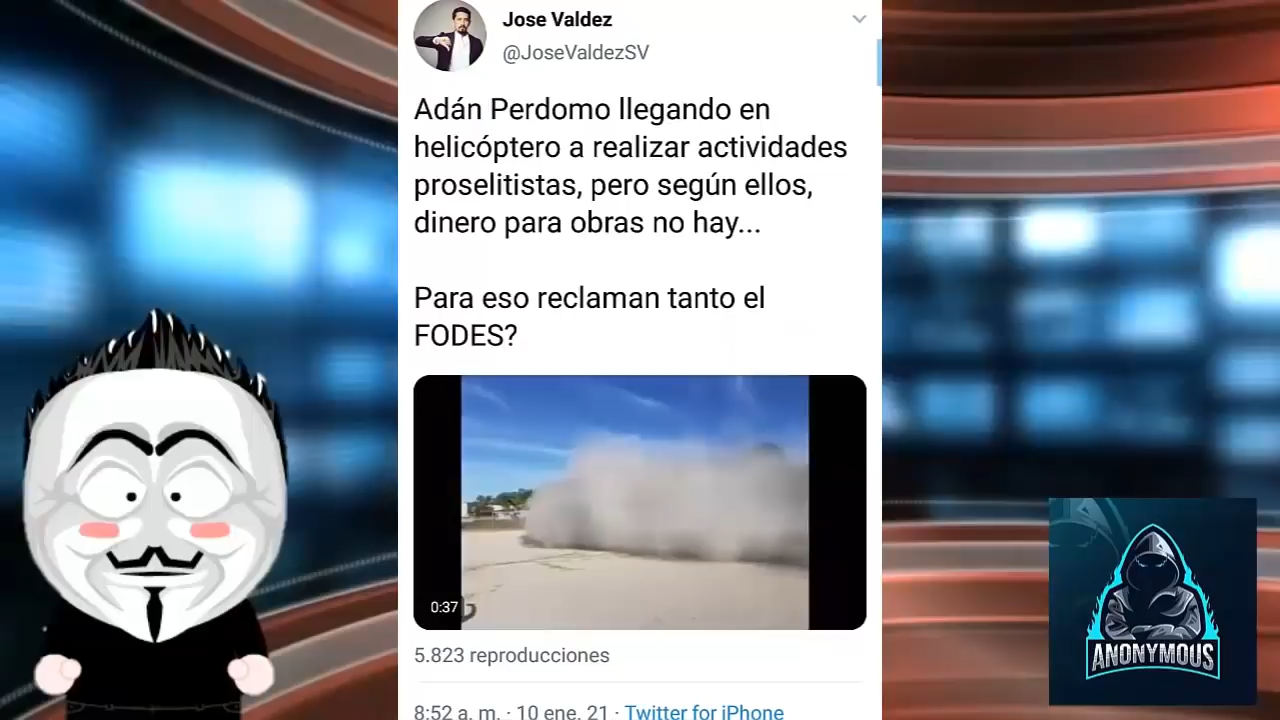 Jose Valdez
@JoseValdezSV
Adán Perdomo llegando en
helicóptero a realizar actividades
proselitistas, pero según ellos,
dinero para obras no hay...
Para eso reclaman tanto el
FODES?
0:37
5.823 reproducciones
8:52 a. m. · 10 ene. 21 · Twitter for iPhone
ANONYMOUS